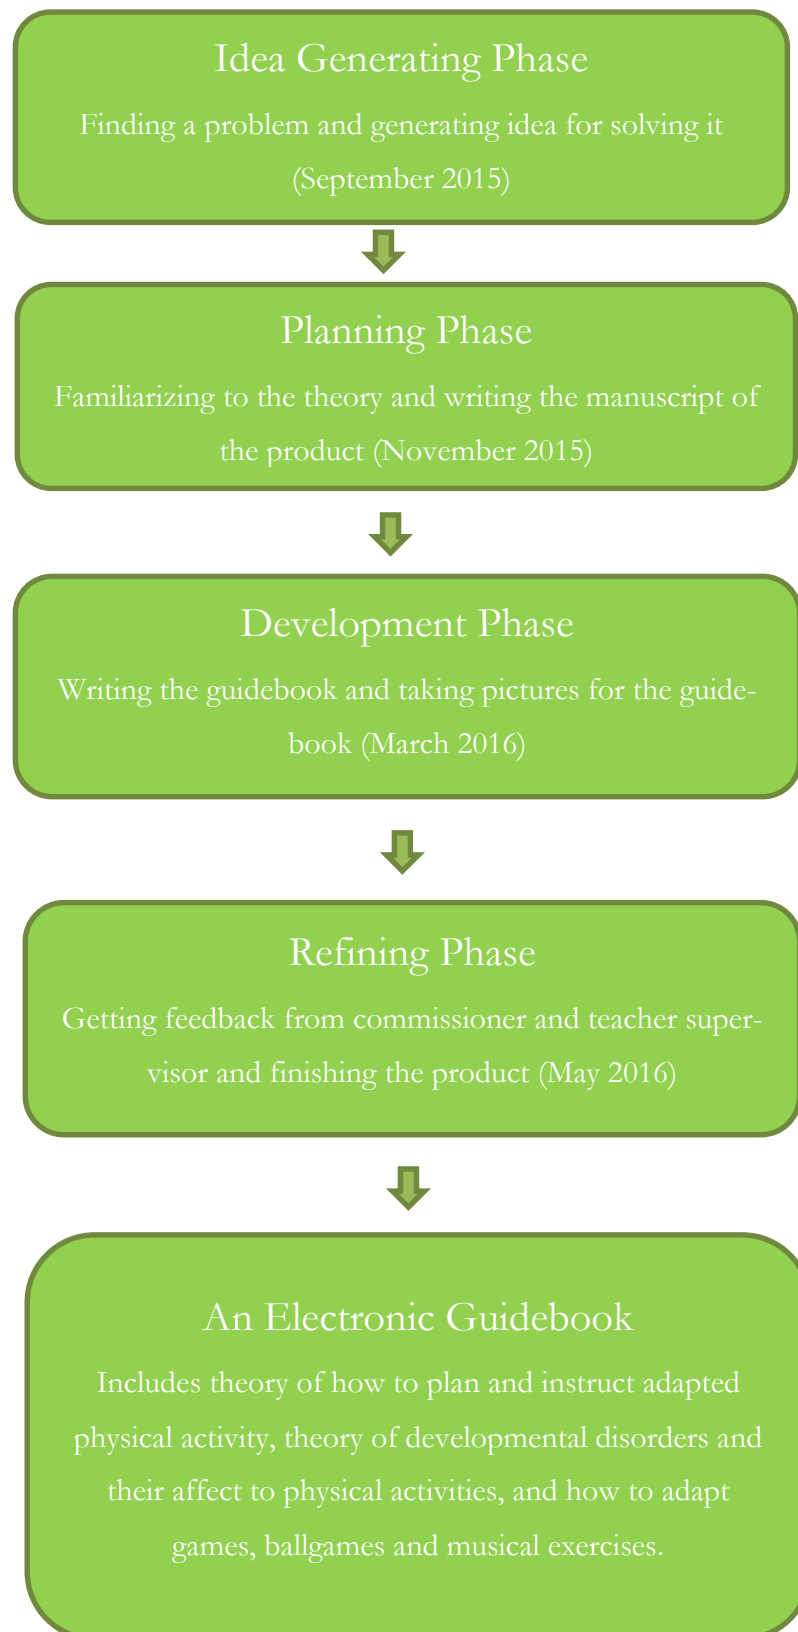 Idea Generating Phase
Finding a problem and generating idea for solving it
(September 2015)
Planning Phase
Familiarizing to the theory and writing the manuscript of
the product (November 2015)
Development Phase
Writing the guidebook and taking pictures for the guide-
book (March 2016)
Refining Phase
Getting feedback from commissioner and teacher super-
visor and finishing the product (May 2016)
An Electronic Guidebook
Includes theory of how to plan and instruct adapted
physical activity, theory of developmental disorders and
their affect to physical activities, and how to adapt
games, ballgames and musical exercises.